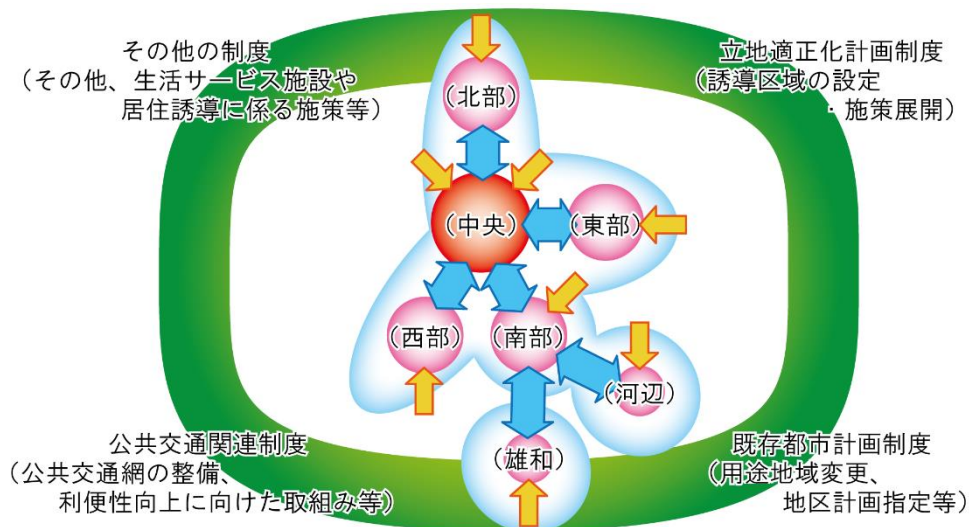 その他の制度
（その他、生活サービス施設や
居住誘導に係る施策等）
立地適正化計画制度
（誘導区域の設定
・施策展開）
（北部）
（中央）
（東部）
（西部）
（南部）
（河辺）
（雄和）
公共交通関連制度
（公共交通網の整備、
利便性向上に向けた取組み等）
既存都市計画制度
（用途地域変更、
地区計画指定等）